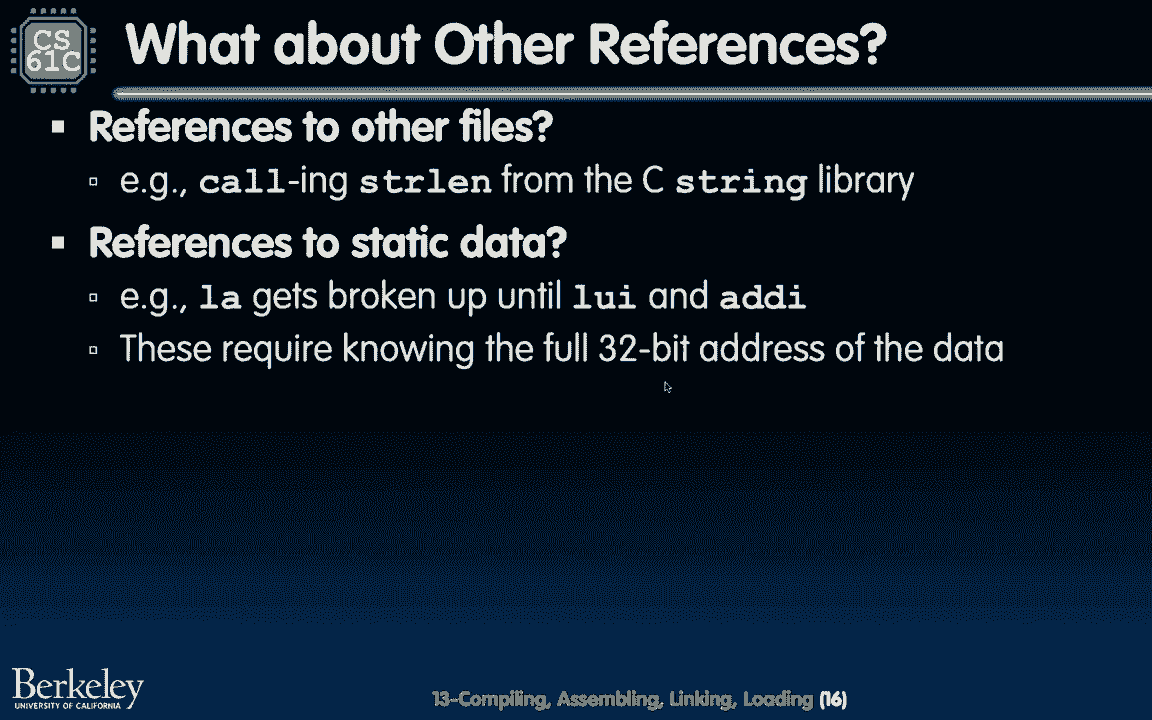 CS
61C
What about Other References?
▪ References to other files?
▫ e.g., call-ing strlen from the C string library
▪ References to static data?
▫ e.g., la gets broken up until lui and addi
▫ These require knowing the full 32-bit address of the data
Berkeley
UNIVERSITY OF CALIFORNIA
13-Compiling, Assembling, Linking, Loading (16)